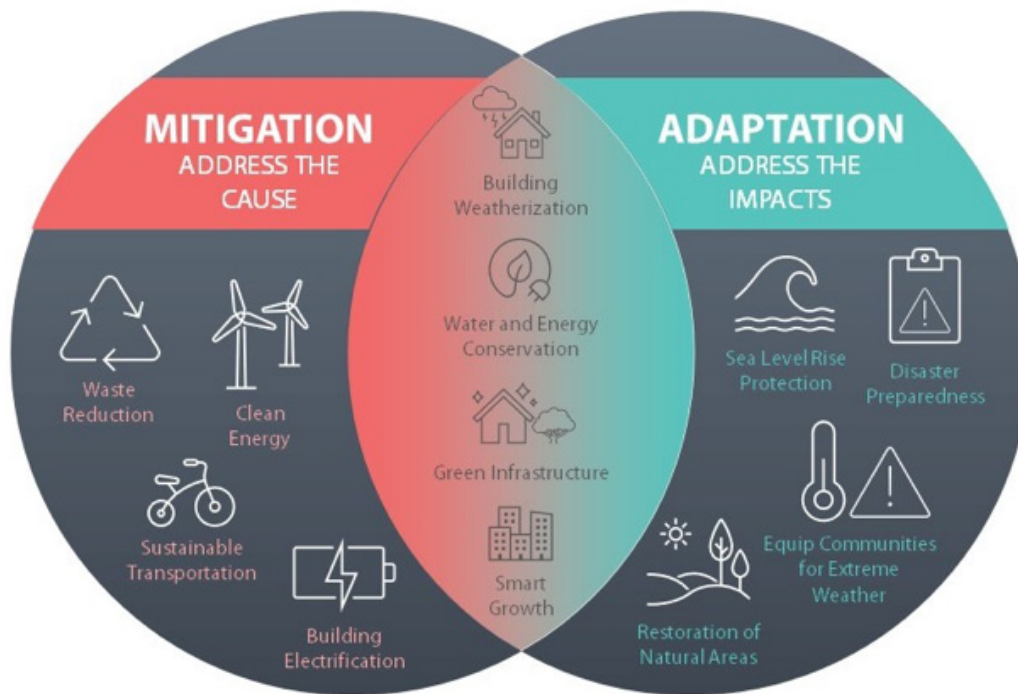 MITIGATION
ADDRESS THE
CAUSE
Waste
Reduction
Clean
Energy
Sustainable
Transportation
Building
Electrification
Building
Weatherization
Water and Energy
Conservation
Green Infrastructure
Smart
Growth
ADAPTATION
ADDRESS THE
IMPACTS
Sea Level Rise
Protection
Disaster
Preparedness
Equip Communities
for Extreme
Weather
Restoration of
Natural Areas